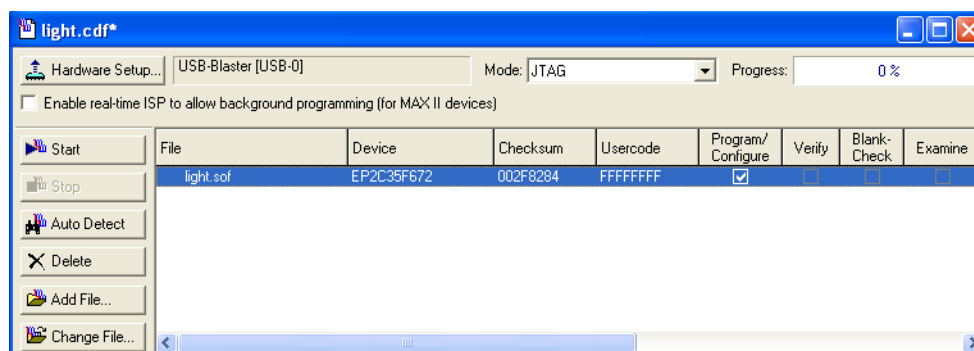 light.cdf*
Hardware Setup... USB-Blaster [USB-0] Mode: JTAG Progress: 0 %
Enable real-time ISP to allow background programming (for MAX II devices)
Start
Stop
Auto Detect
Delete
Add File...
Change File...
File Device Checksum Usercode Program/ Configure Verify Blank- Check Examine
light.sof EP2C35F672 002F8284 FFFFFFFF